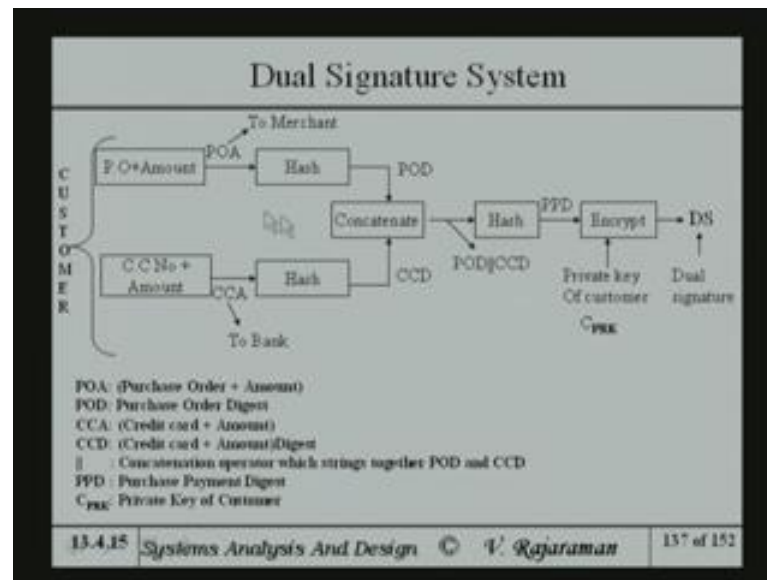 Dual Signature System
To Merchant
CUSTOMER
P.O+Amount
POA
Hash
POD
Concatenate
Hash
PPD
Encrypt
DS
C.C No +
Amount
CCA
Hash
CCD
POD||CCD
Private key
Of customer
C PRK
Dual
signature
To Bank
POA: (Purchase Order + Amount)
POD: Purchase Order Digest
CCA: (Credit card + Amount)
CCD: (Credit card + Amount)Digest
|| : Concatenation operator which strings together POD and CCD
PPD : Purchase Payment Digest
C PRK: Private Key of Customer
13.4.15 Systems Analysis And Design © V. Rajaraman 137 of 152